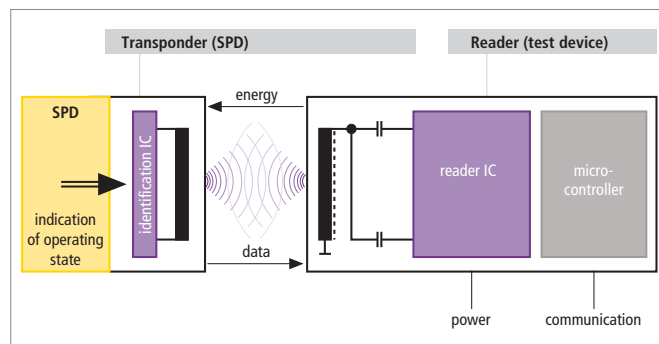 Transponder (SPD)
Reader (test device)
energy
SPD
identification IC
reader IC
micro-
controller
indication
of operating
state
data
power
communication